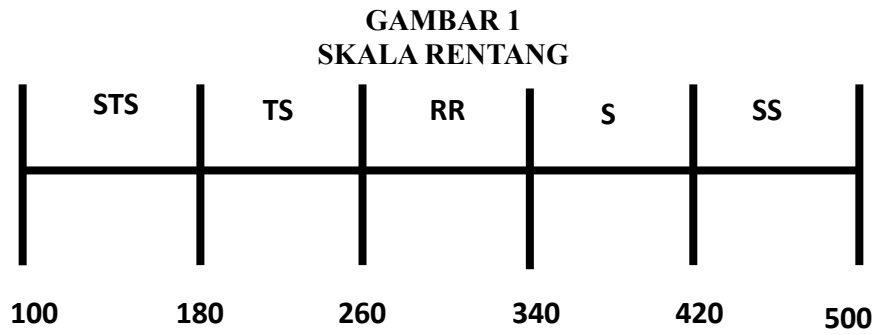 GAMBAR 1
SKALA RENTANG
STS TS RR S SS
100 180 260 340 420 500